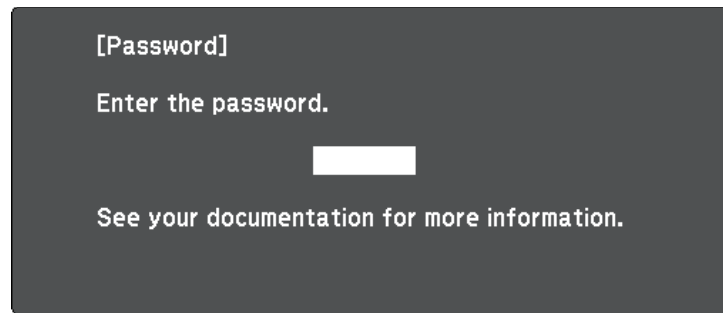 [Password]
Enter the password.
See your documentation for more information.